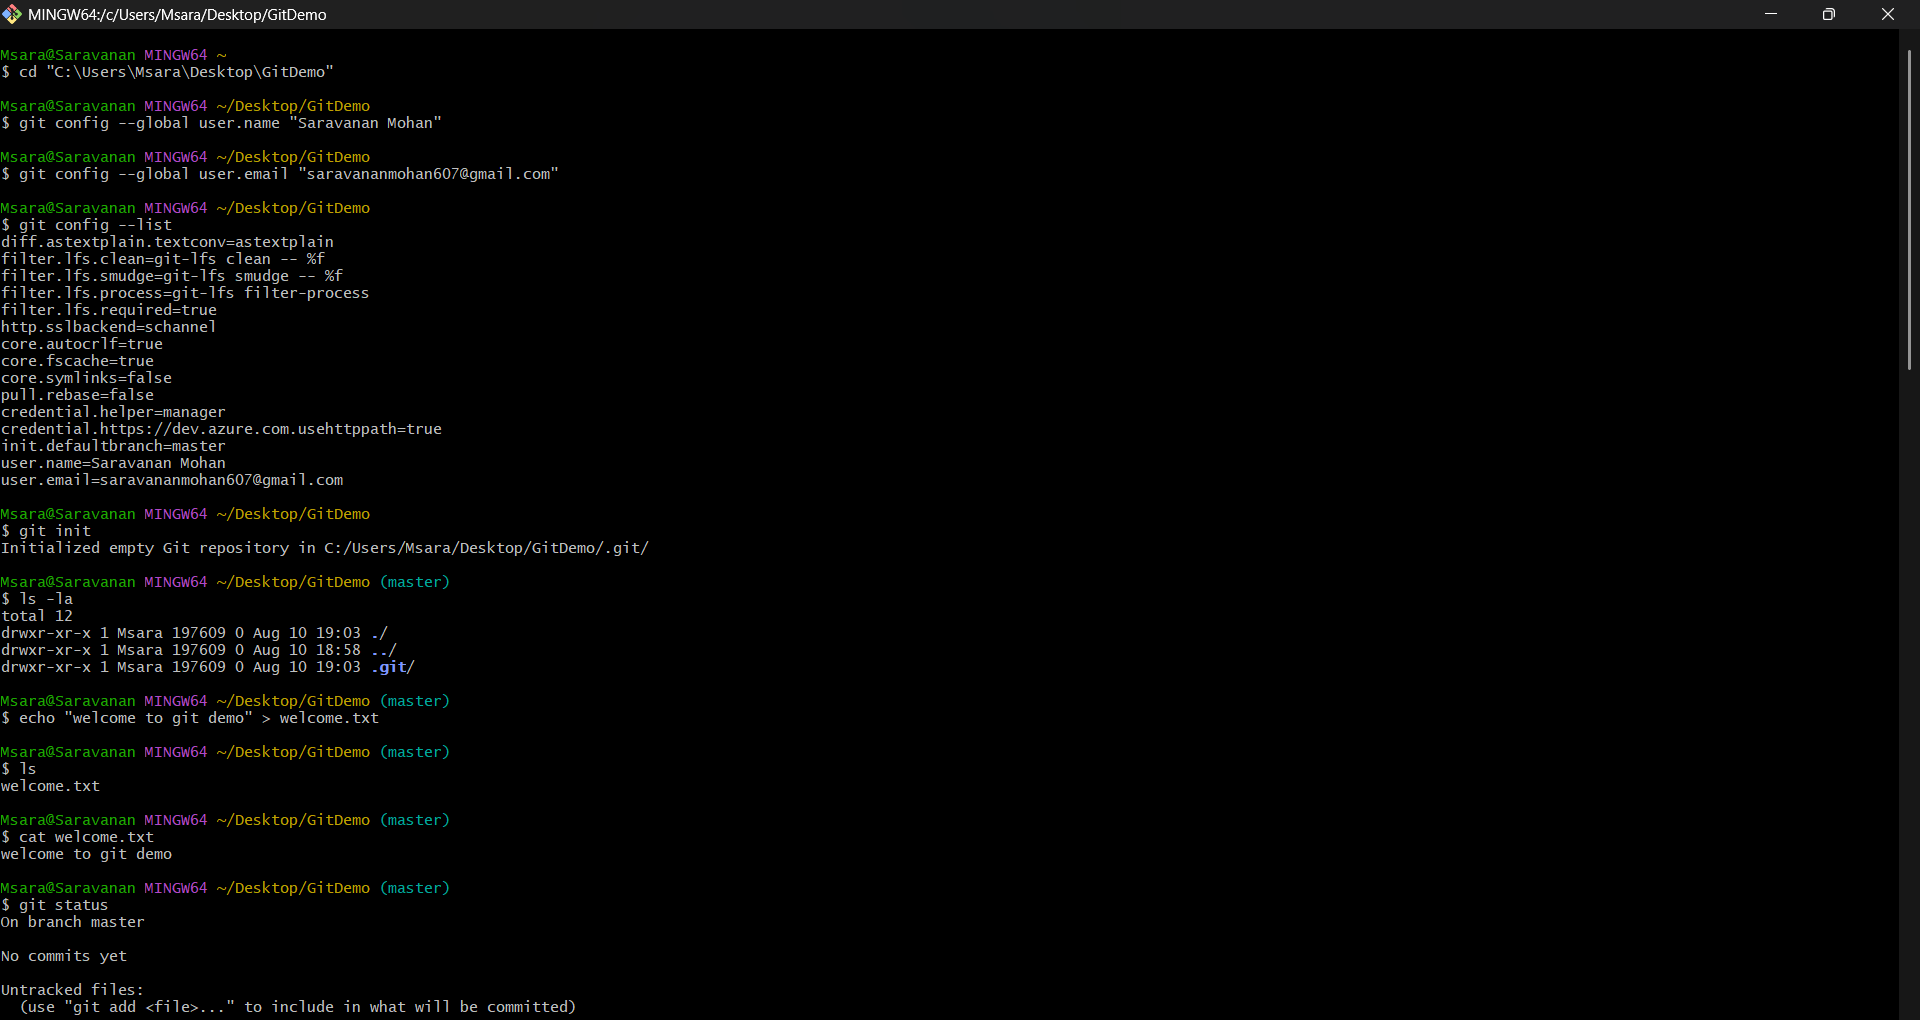 MINGW64:/c/Users/Msara/Desktop/GitDemo
Msara@Saravanan MINGW64 ~
$ cd "C:\Users\Msara\Desktop\GitDemo"
Msara@Saravanan MINGW64 ~/Desktop/GitDemo
$ git config --global user.name "Saravanan Mohan"
Msara@Saravanan MINGW64 ~/Desktop/GitDemo
$ git config --global user.email "saravananmohan607@gmail.com"
Msara@Saravanan MINGW64 ~/Desktop/GitDemo
$ git config --list
diff.astextplain.textconv=astextplain
filter.lfs.clean=git-lfs clean -- %f
filter.lfs.smudge=git-lfs smudge -- %f
filter.lfs.process=git-lfs filter-process
filter.lfs.required=true
http.sslbackend=schannel
core.autocrlf=true
core.fscache=true
core.symlinks=false
pull.rebase=false
credential.helper=manager
credential.https://dev.azure.com.usehttppath=true
init.defaultbranch=master
user.name=Saravanan Mohan
user.email=saravananmohan607@gmail.com
Msara@Saravanan MINGW64 ~/Desktop/GitDemo
$ git init
Initialized empty Git repository in C:/Users/Msara/Desktop/GitDemo/.git/
Msara@Saravanan MINGW64 ~/Desktop/GitDemo (master)
$ ls -la
total 12
drwxr-xr-x 1 Msara 197609 0 Aug 10 19:03 ./
drwxr-xr-x 1 Msara 197609 0 Aug 10 18:58 ../
drwxr-xr-x 1 Msara 197609 0 Aug 10 19:03 .git/
Msara@Saravanan MINGW64 ~/Desktop/GitDemo (master)
$ echo "welcome to git demo" > welcome.txt
Msara@Saravanan MINGW64 ~/Desktop/GitDemo (master)
$ ls
welcome.txt
Msara@Saravanan MINGW64 ~/Desktop/GitDemo (master)
$ cat welcome.txt
welcome to git demo
Msara@Saravanan MINGW64 ~/Desktop/GitDemo (master)
$ git status
On branch master
No commits yet
Untracked files:
(use "git add <file>..." to include in what will be committed)